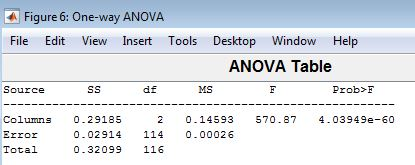 Figure 6: One-way ANOVA
File Edit View Insert Tools Desktop Window Help
ANOVA Table
Source SS df MS F Prob>F
Columns 0.29185 2 0.14593 570.87 4.03949e-60
Error 0.02914 114 0.00026
Total 0.32099 116